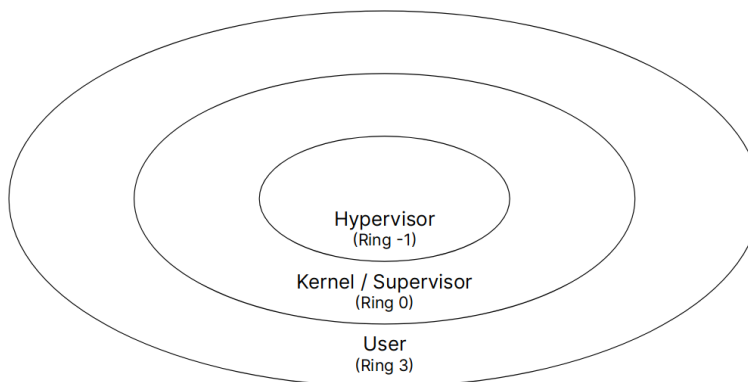 Hypervisor
(Ring -1)
Kernel / Supervisor
(Ring 0)
User
(Ring 3)